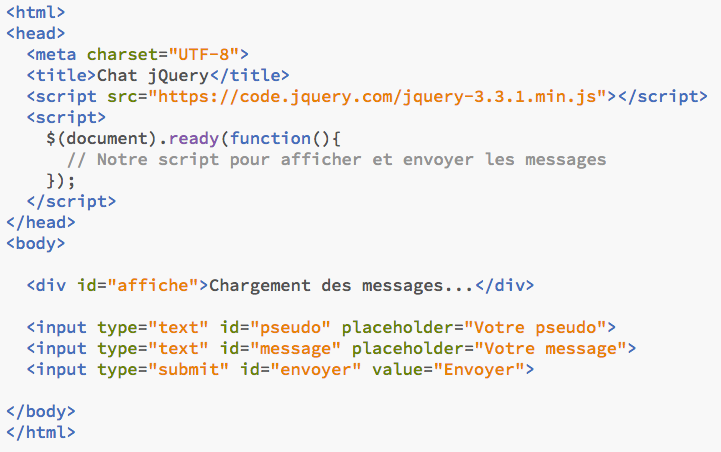 <html>
<head>
  <meta charset="UTF-8">
  <title>Chat jQuery</title>
  <script src="https://code.jquery.com/jquery-3.3.1.min.js"></script>
  <script>
    $(document).ready(function(){
      // Notre script pour afficher et envoyer les messages
    });
  </script>
</head>
<body>

  <div id="affiche">Chargement des messages...</div>

  <input type="text" id="pseudo" placeholder="Votre pseudo">
  <input type="text" id="message" placeholder="Votre message">
  <input type="submit" id="envoyer" value="Envoyer">

</body>
</html>